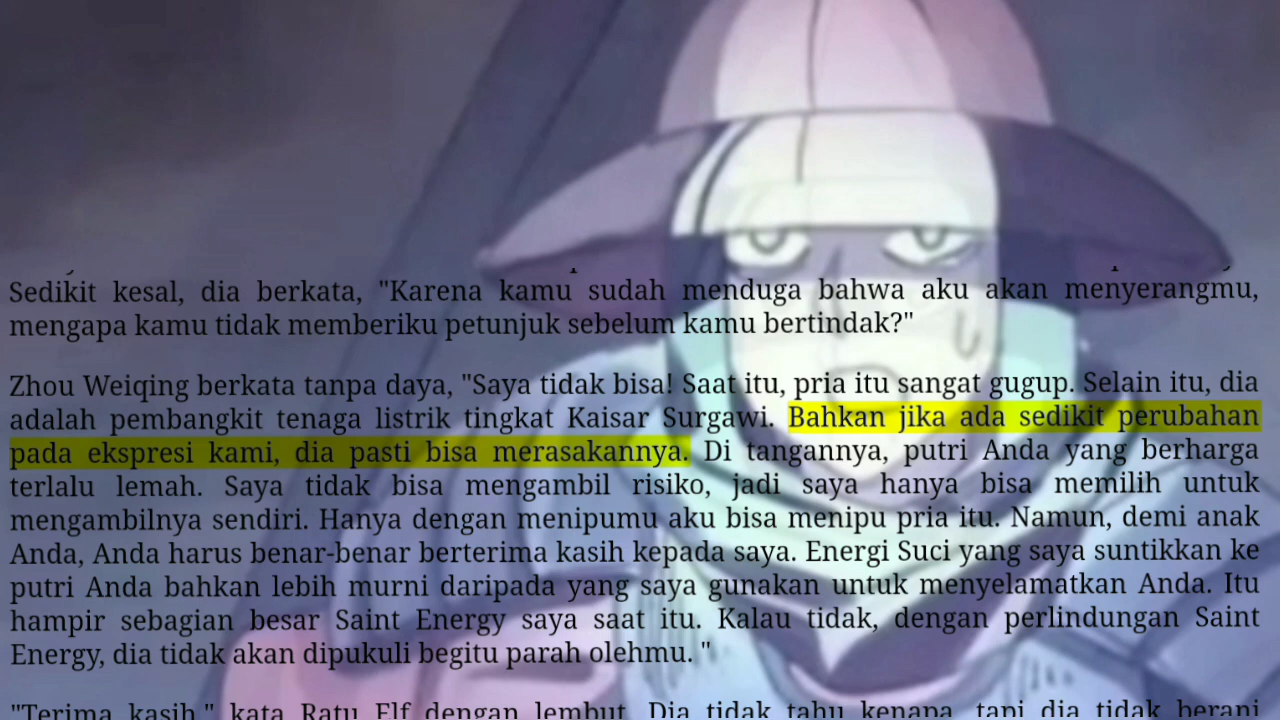 Sedikit kesal, dia berkata, "Karena kamu sudah menduga bahwa aku akan menyerangmu,
mengapa kamu tidak memberiku petunjuk sebelum kamu bertindak?"
Zhou Weiqing berkata tanpa daya, "Saya tidak bisa! Saat itu, pria itu sangat gugup. Selain itu, dia
adalah pembangkit tenaga listrik tingkat Kaisar Surgawi. Bahkan jika ada sedikit perubahan
pada ekspresi kami, dia pasti bisa merasakannya. Di tangannya, putri Anda yang berharga
terlalu lemah. Saya tidak bisa mengambil risiko, jadi saya hanya bisa memilih untuk
mengambilnya sendiri. Hanya dengan menipumu aku bisa menipu pria itu. Namun, demi anak
Anda, Anda harus benar-benar berterima kasih kepada saya. Energi Suci yang saya suntikkan ke
putri Anda bahkan lebih murni daripada yang saya gunakan untuk menyelamatkan Anda. Itu
hampir sebagian besar Saint Energy saya saat itu. Kalau tidak, dengan perlindungan Saint
Energy, dia tidak akan dipukuli begitu parah olehmu. "
"Terima kasih," kata Ratu Elf dengan lembut. Dia tidak tahu kenapa, tapi dia tidak berani